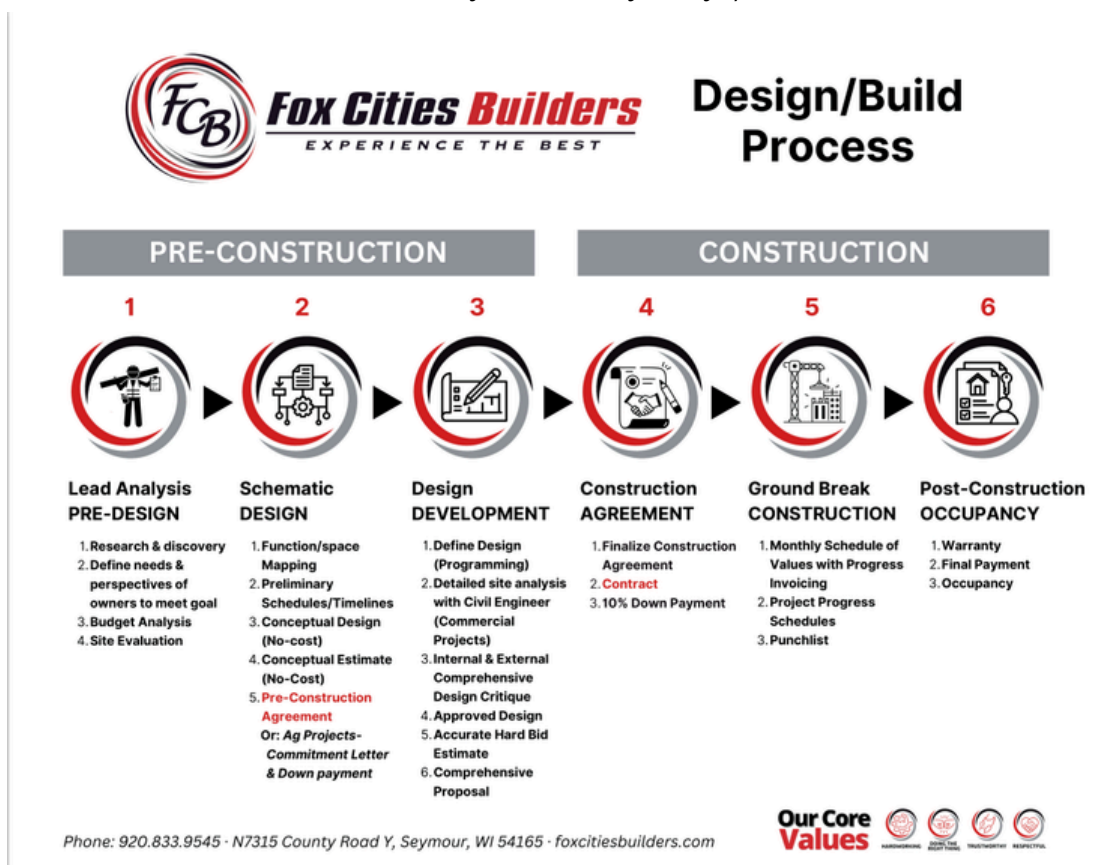 FCB
Fox Cities Builders
EXPERIENCE THE BEST
Design/Build
Process
PRE-CONSTRUCTION
CONSTRUCTION
1
2
3
4
5
6
Lead Analysis
PRE-DESIGN
1. Research & discovery
2. Define needs &
perspectives of
owners to meet goal
3. Budget Analysis
4. Site Evaluation
Schematic
DESIGN
1. Function/space
Mapping
2. Preliminary
Schedules/Timelines
3. Conceptual Design
(No-cost)
4. Conceptual Estimate
(No-Cost)
5. Pre-Construction
Agreement
Or: Ag Projects-
Commitment Letter
& Down payment
Design
DEVELOPMENT
1. Define Design
(Programming)
2. Detailed site analysis
with Civil Engineer
(Commercial
Projects)
3. Internal & External
Comprehensive
Design Critique
4. Approved Design
5. Accurate Hard Bid
Estimate
6. Comprehensive
Proposal
Construction
AGREEMENT
1. Finalize Construction
Agreement
2. Contract
3. 10% Down Payment
Ground Break
CONSTRUCTION
1. Monthly Schedule of
Values with Progress
Invoicing
2. Project Progress
Schedules
3. Punchlist
Post-Construction
OCCUPANCY
1. Warranty
2. Final Payment
3. Occupancy
Phone: 920.833.9545 · N7315 County Road Y, Seymour, WI 54165 · foxcitiesbuilders.com
Our Core
Values
HARDWORKING
DOING THE
RIGHT THING
TRUSTWORTHY
RESPECTFUL